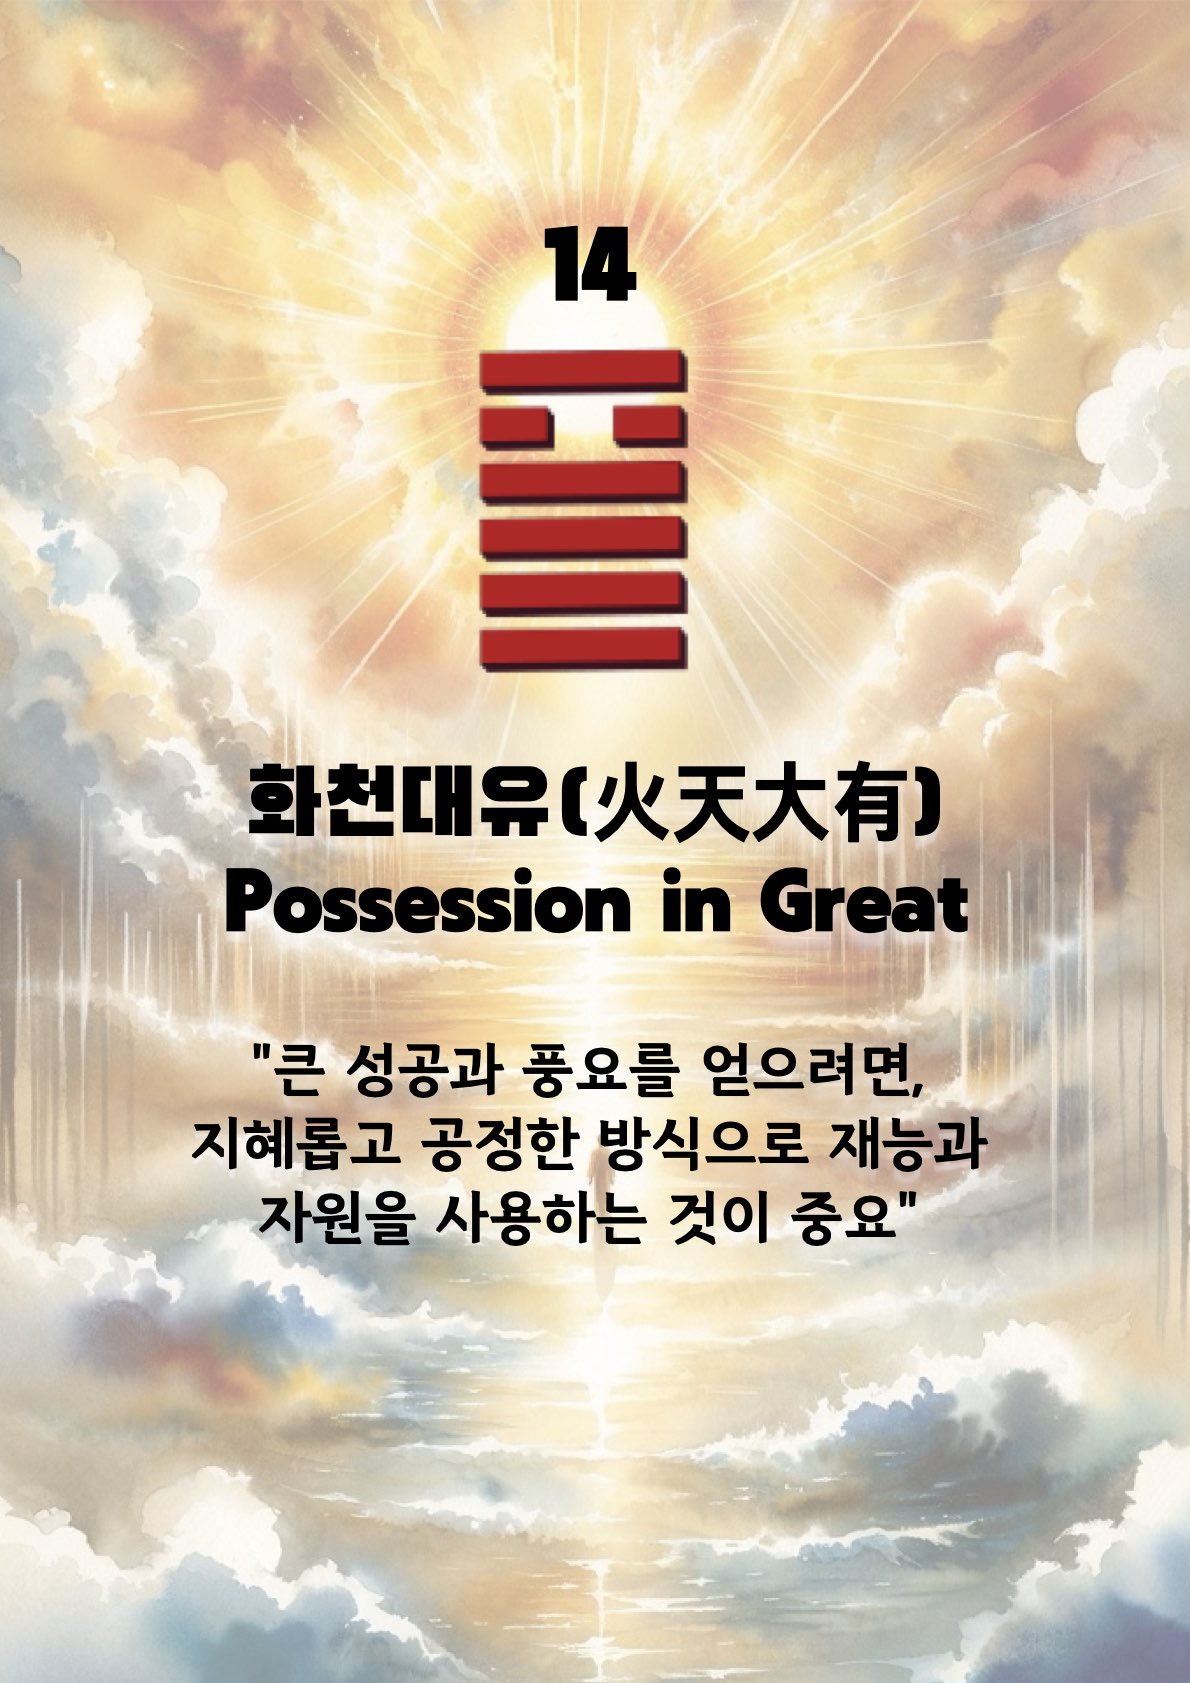 14
화천대유(火天大有)
Possession in Great
"큰 성공과 풍요를 얻으려면,
지혜롭고 공정한 방식으로 재능과
자원을 사용하는 것이 중요"